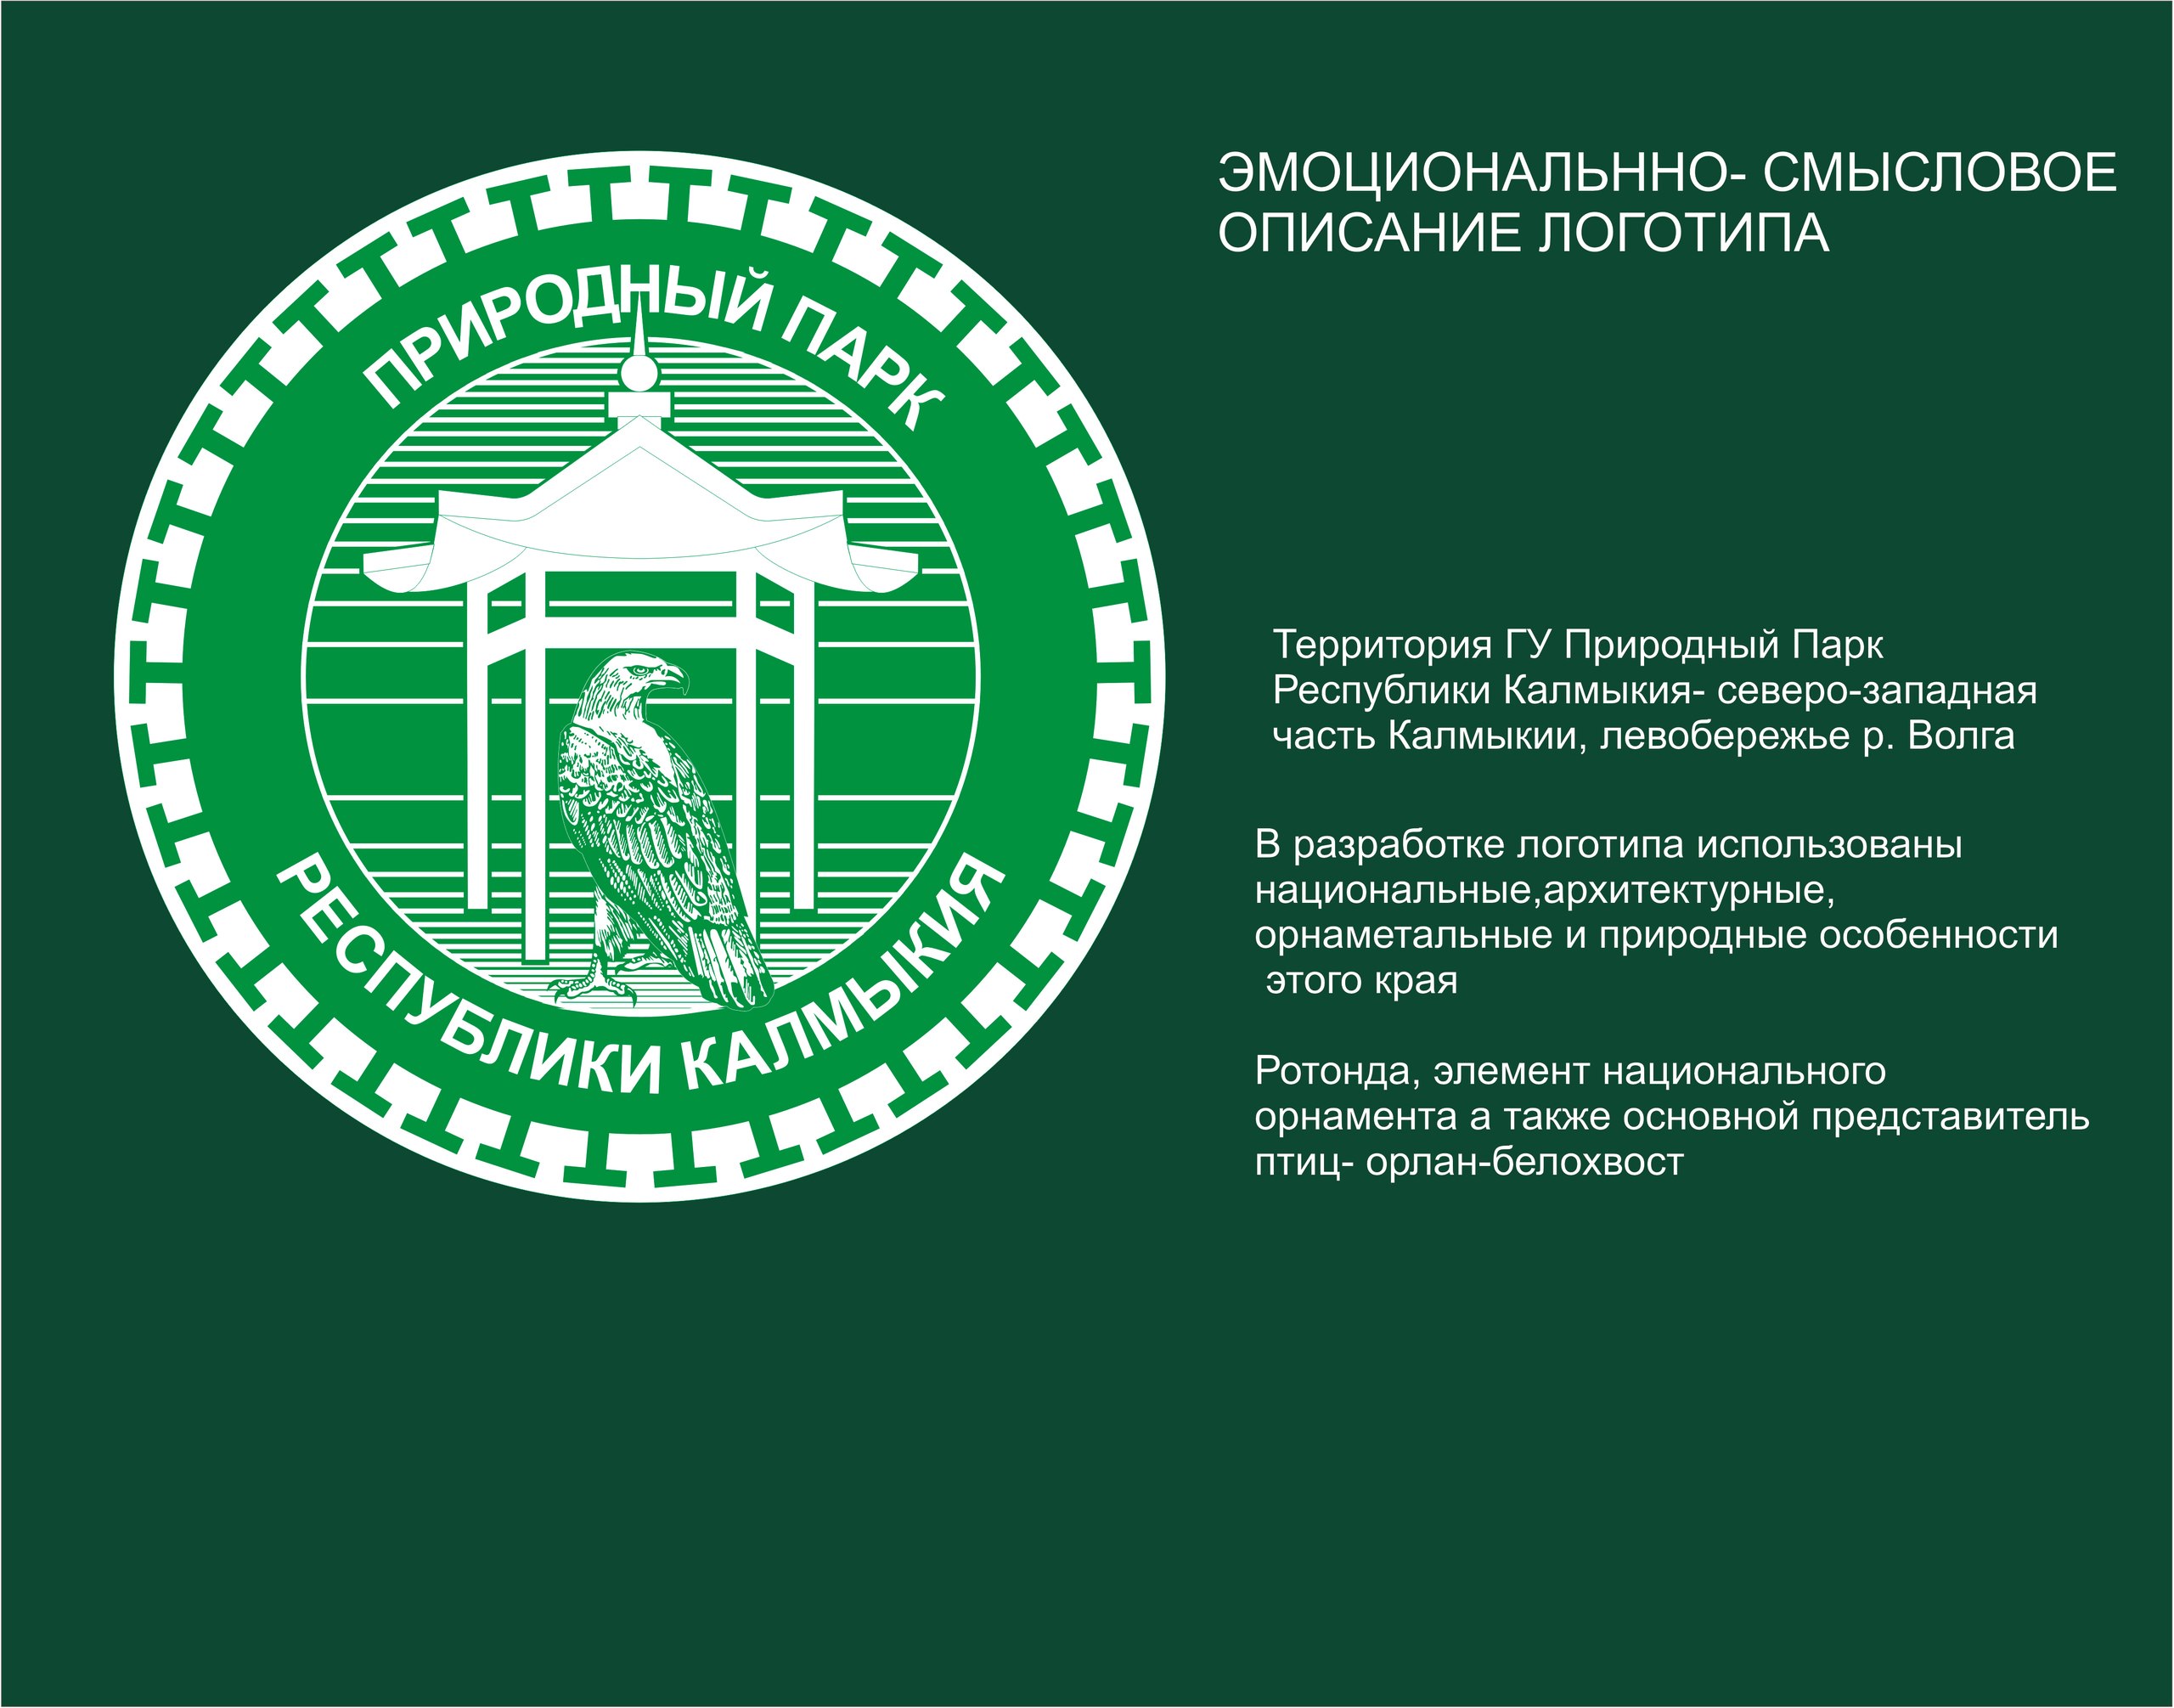 ПРИРОДНЫЙ ПАРК
РЕСПУБЛИКИ КАЛМЫКИЯ
ЭМОЦИОНАЛЬННО- СМЫСЛОВОЕ
ОПИСАНИЕ ЛОГОТИПА
Территория ГУ Природный Парк
Республики Калмыкия- северо-западная
часть Калмыкии, левобережье р. Волга
В разработке логотипа использованы
национальные,архитектурные,
орнаметальные и природные особенности
этого края
Ротонда, элемент национального
орнамента а также основной представитель
птиц- орлан-белохвост